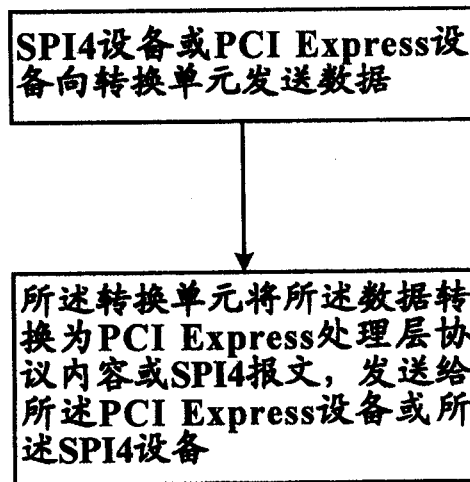 SPI4设备或PCI Express设
备向转换单元发送数据
所述转换单元将所述数据转
换为PCI Express处理层协
议内容或SPI4报文，发送给
所述PCI Express设备或所
述SPI4设备